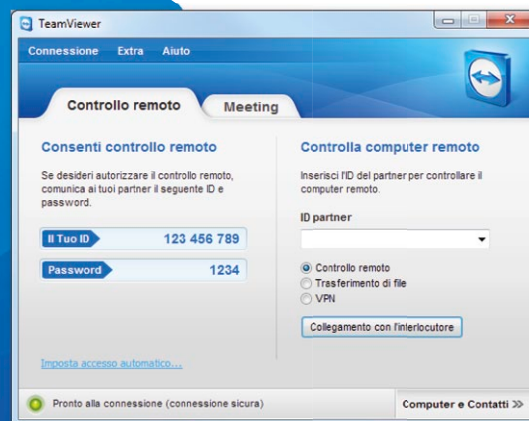 TeamViewer
Connessione Extra Aiuto
Controllo remoto
Meeting
Consenti controllo remoto
Se desideri autorizzare il controllo remoto,
comunica ai tuoi partner il seguente ID e
password.
Il Tuo ID 123 456 789
Password 1234
Imposta accesso automatico...
Controlla computer remoto
Inserisci l'ID del partner per controllare il
computer remoto.
ID partner
Controllo remoto
Trasferimento di file
VPN
Collegamento con l'interlocutore
Pronto alla connessione (connessione sicura)
Computer e Contatti >>